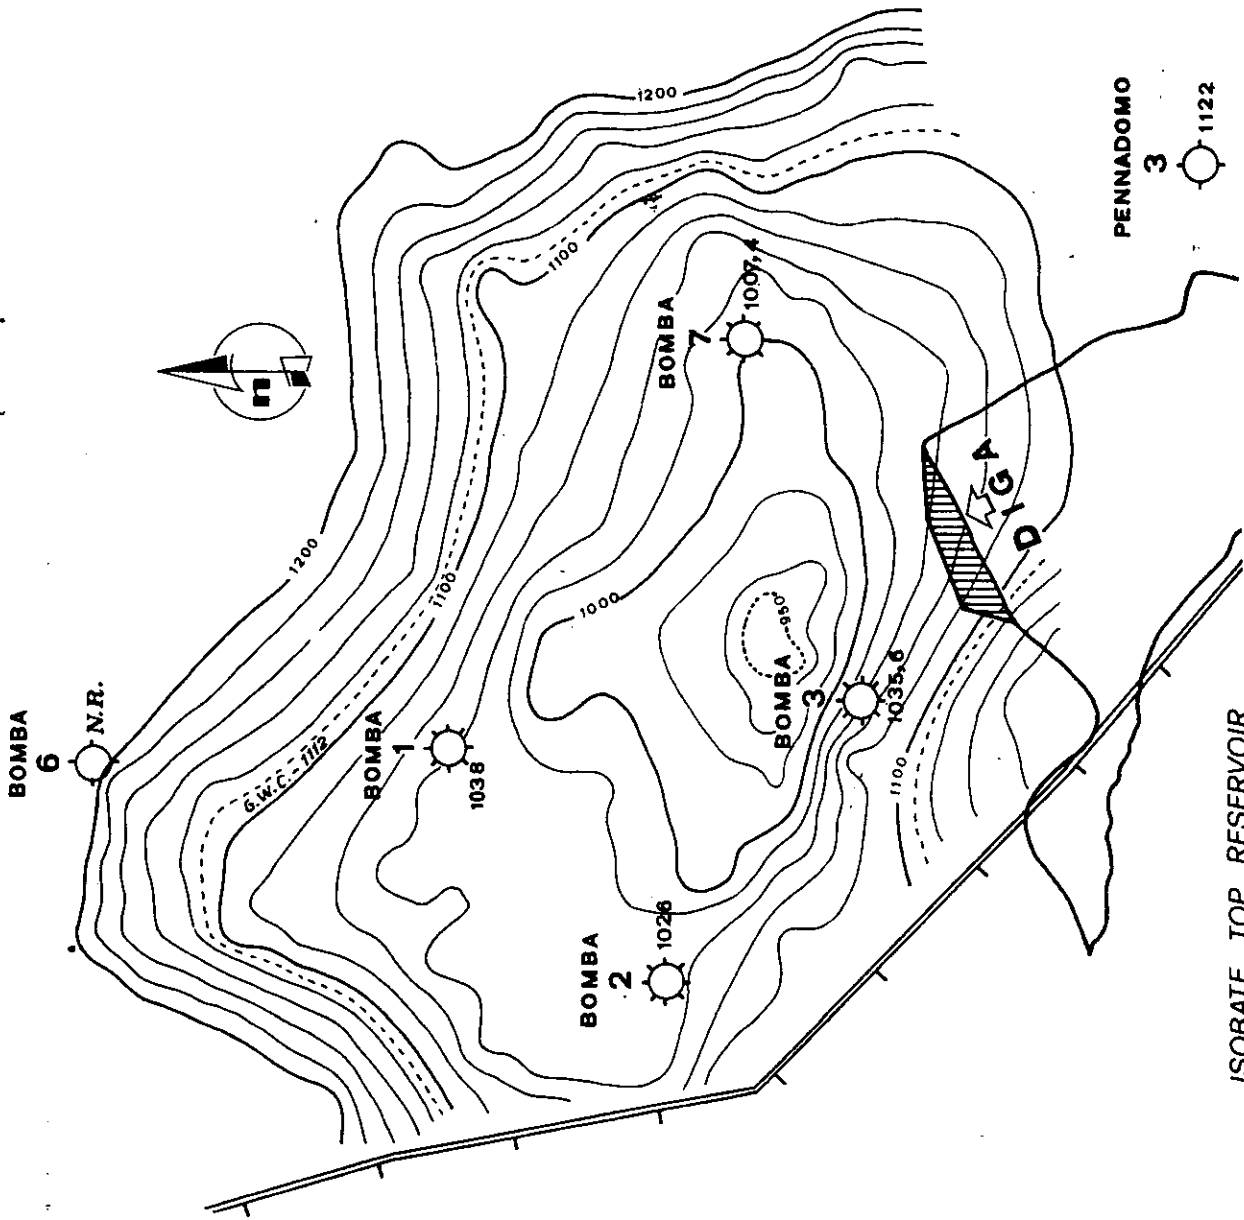 BOMBA
6
N.R.
1200
1200
PENNADOMO
3
1122
1100
1100
G.W.C.-1112
BOMBA
1
1038
BOMBA
7
1007,4
1000
950
BOMBA
3
1035,6
BOMBA
2
1026
1100
DIGA
ISOBATE TOP RESERVOIR